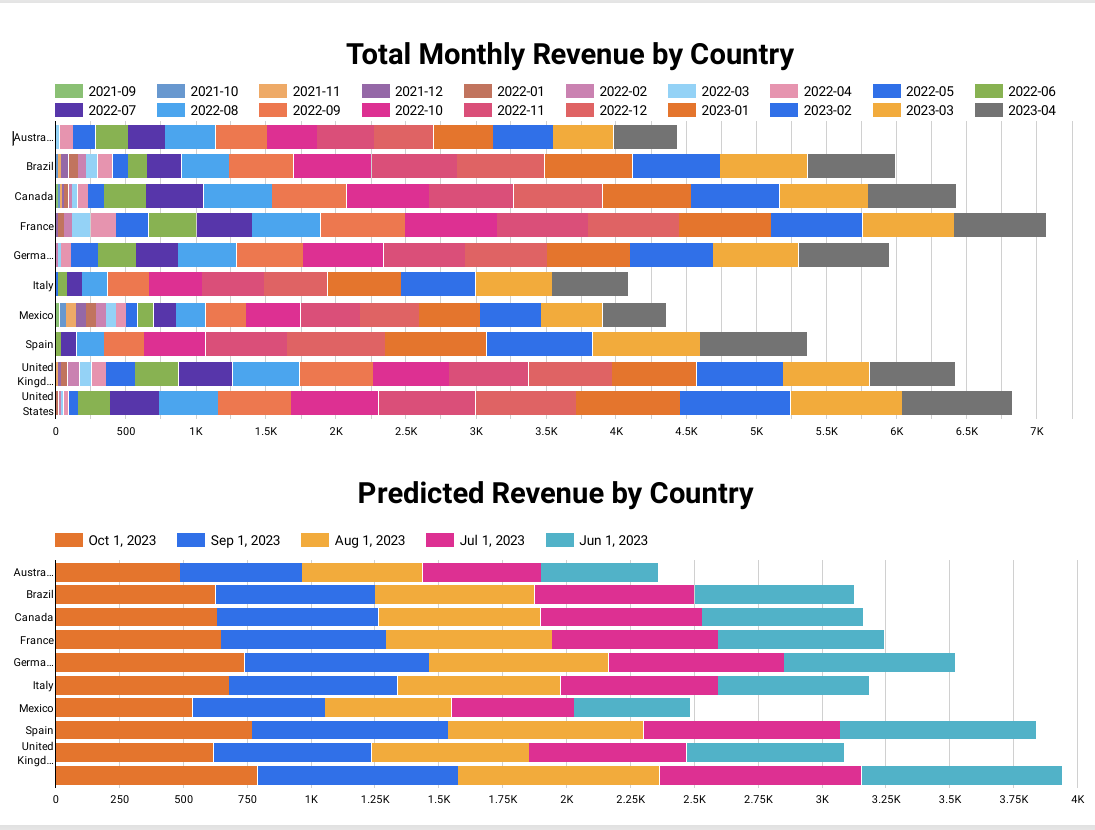 Total Monthly Revenue by Country
2021-09 2021-10 2021-11 2021-12 2022-01 2022-02 2022-03 2022-04 2022-05 2022-06
2022-07 2022-08 2022-09 2022-10 2022-11 2022-12 2023-01 2023-02 2023-03 2023-04
Austra...
Brazil
Canada
France
Germa...
Italy
Mexico
Spain
United
Kingd...
United
States
0 500 1K 1.5K 2K 2.5K 3K 3.5K 4K 4.5K 5K 5.5K 6K 6.5K 7K
Predicted Revenue by Country
Oct 1, 2023 Sep 1, 2023 Aug 1, 2023 Jul 1, 2023 Jun 1, 2023
Austra...
Brazil
Canada
France
Germa...
Italy
Mexico
Spain
United
Kingd...
0 250 500 750 1K 1.25K 1.5K 1.75K 2K 2.25K 2.5K 2.75K 3K 3.25K 3.5K 3.75K 4K